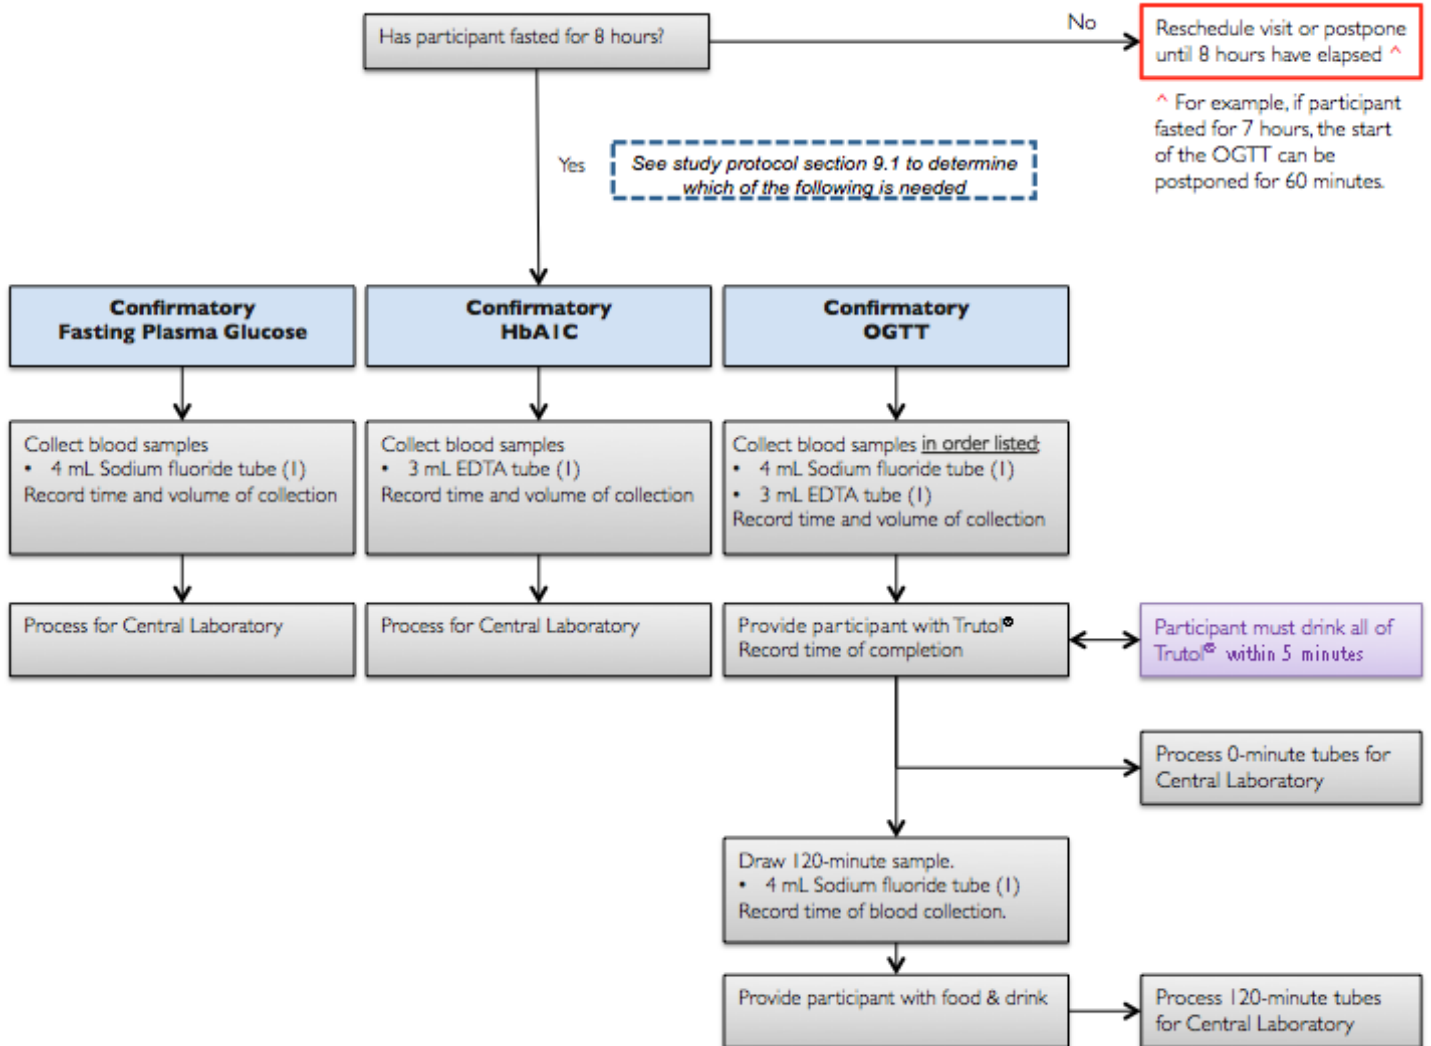 Has participant fasted for 8 hours?
No
Reschedule visit or postpone
until 8 hours have elapsed ^
^ For example, if participant
fasted for 7 hours, the start
of the OGTT can be
postponed for 60 minutes.
Yes
See study protocol section 9.1 to determine
which of the following is needed
Confirmatory
Fasting Plasma Glucose
Confirmatory
HbA1C
Confirmatory
OGTT
Collect blood samples
• 4 mL Sodium fluoride tube (1)
Record time and volume of collection
Collect blood samples
• 3 mL EDTA tube (1)
Record time and volume of collection
Collect blood samples in order listed:
• 4 mL Sodium fluoride tube (1)
• 3 mL EDTA tube (1)
Record time and volume of collection
Process for Central Laboratory
Process for Central Laboratory
Provide participant with Trutol®
Record time of completion
Participant must drink all of
Trutol® within 5 minutes
Process 0-minute tubes for
Central Laboratory
Draw 120-minute sample.
• 4 mL Sodium fluoride tube (1)
Record time of blood collection.
Provide participant with food & drink
Process 120-minute tubes
for Central Laboratory